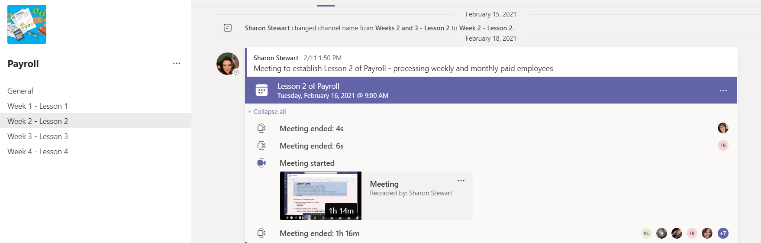 February 15, 2021
Sharon Stewart changed channel name from Weeks 2 and 3 - Lesson 2 to Week 2 - Lesson 2.
February 18, 2021
Payroll
General
Week 1 - Lesson 1
Week 2 - Lesson 2
Week 3 - Lesson 3
Week 4 - Lesson 4
Sharon Stewart 2/11 1:50 PM
Meeting to establish Lesson 2 of Payroll - processing weekly and monthly paid employees
Lesson 2 of Payroll
Tuesday, February 16, 2021 @ 9:00 AM
Collapse all
Meeting ended: 4s
Meeting ended: 6s
Meeting started
Meeting
Recorded by: Sharon Stewart
1h 14m
Meeting ended: 1h 16m
+7